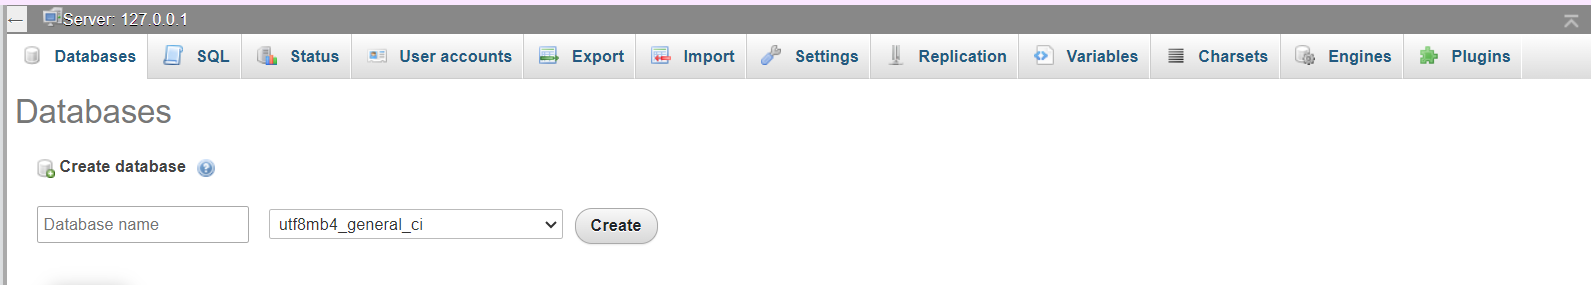 Server: 127.0.0.1
Databases SQL Status User accounts Export Import Settings Replication Variables Charsets Engines Plugins
Databases
Create database
Database name utf8mb4_general_ci Create